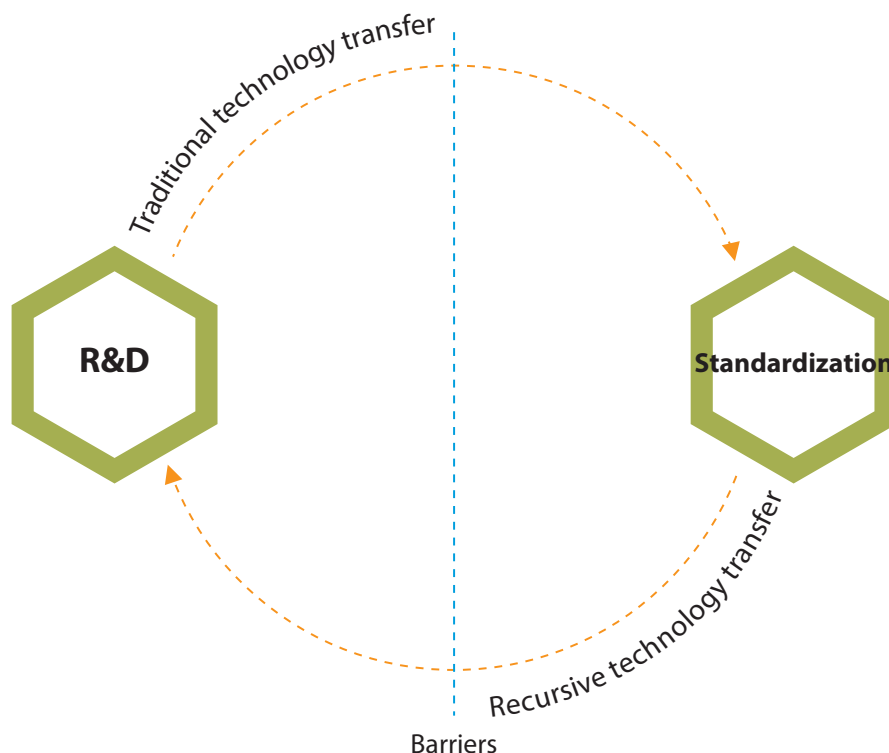 Traditional technology transfer
R&D
Standardization
Recursive technology transfer
Barriers